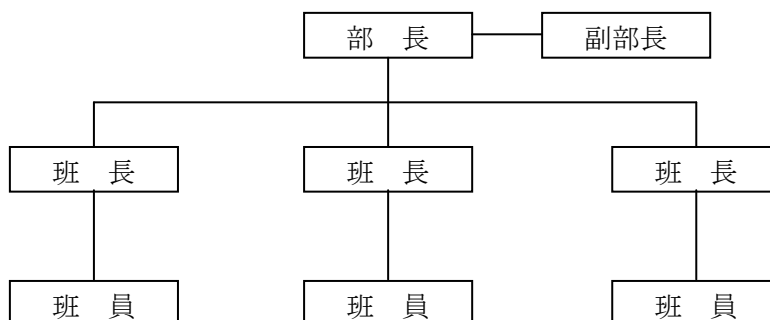 部　長　副部長
班　長　班　長　班　長
班　員　班　員　班　員